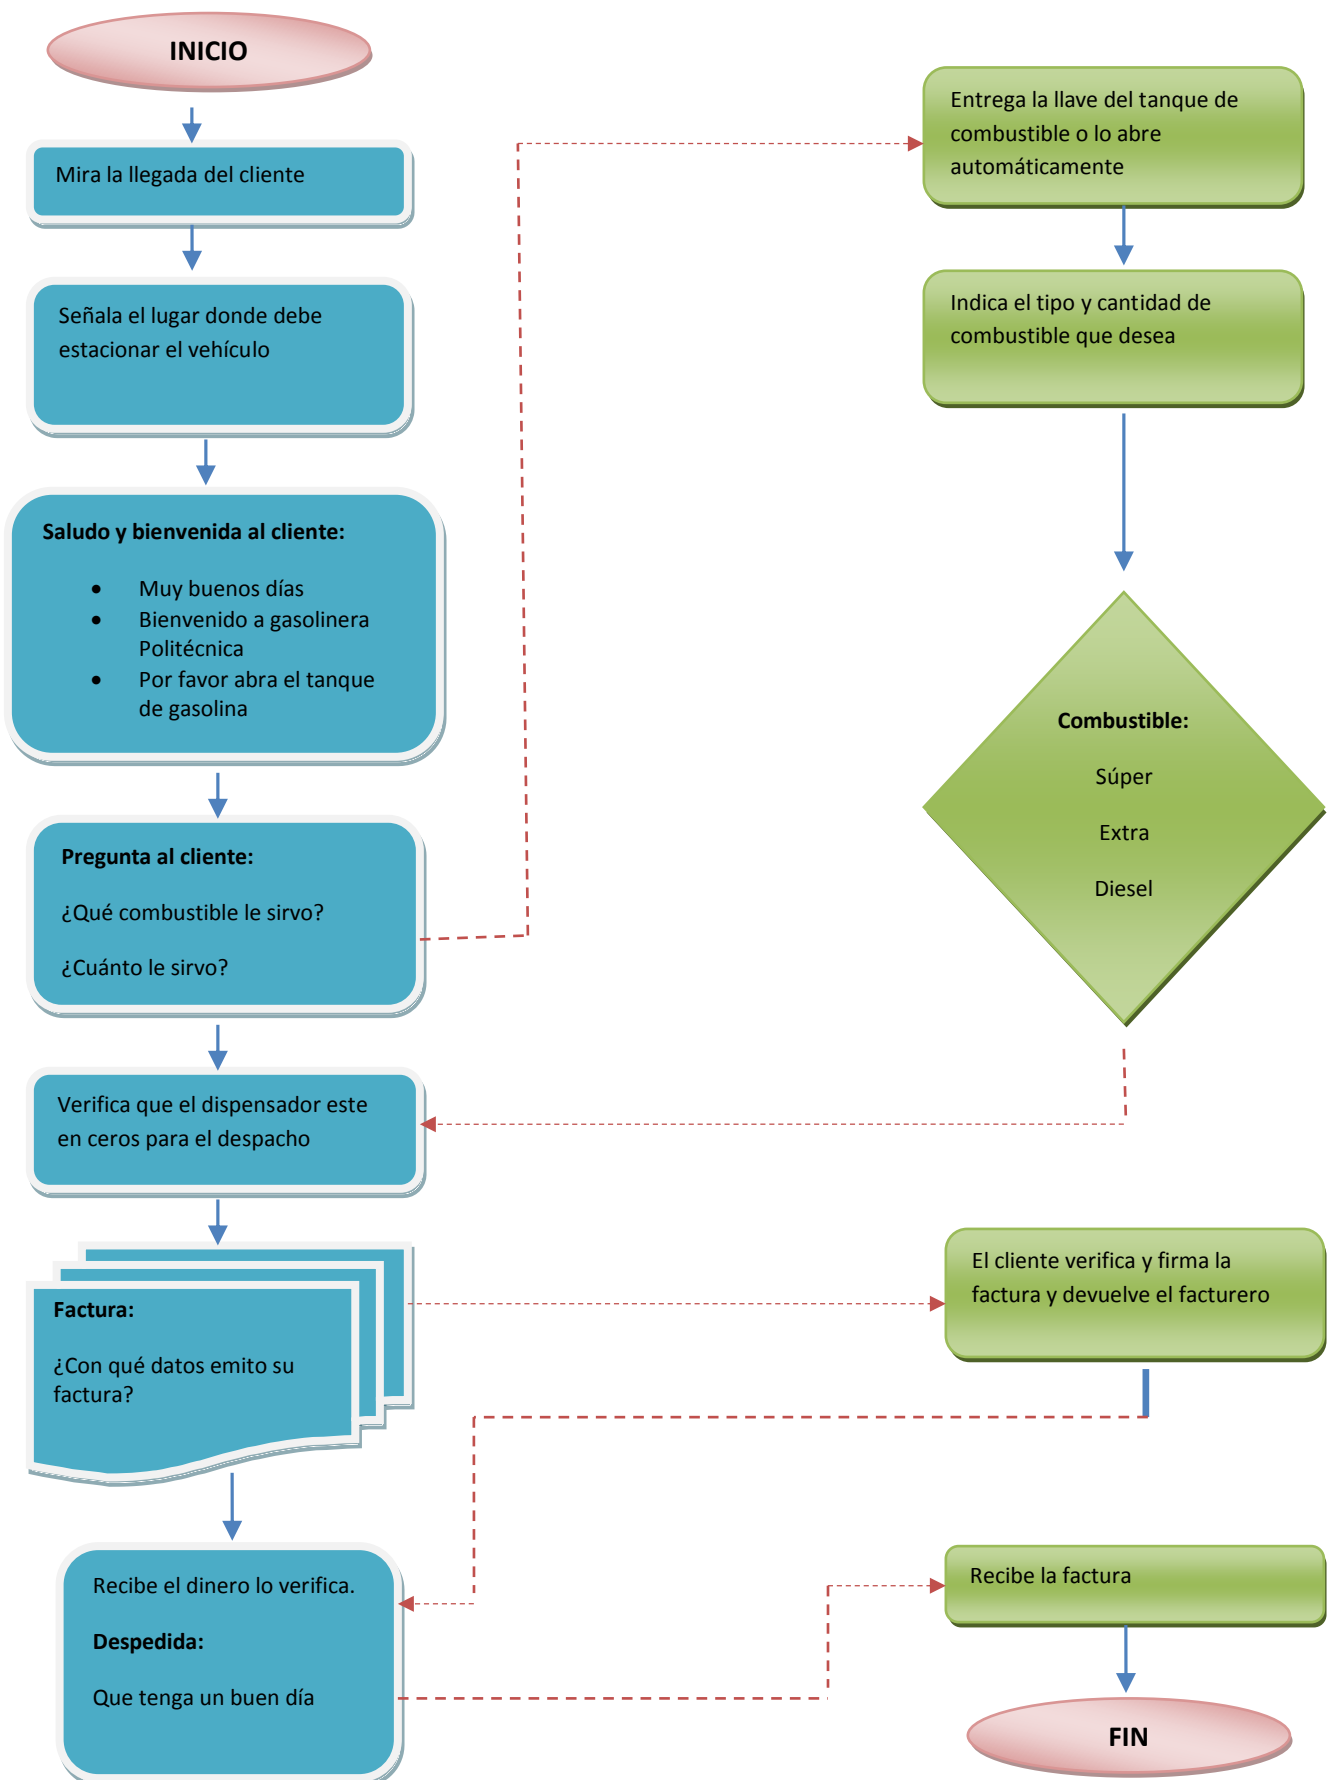 INICIO
Mira la llegada del cliente
Señala el lugar donde debe
estacionar el vehículo
Saludo y bienvenida al cliente:
• Muy buenos días
• Bienvenido a gasolinera
Politécnica
• Por favor abra el tanque
de gasolina
Pregunta al cliente:
¿Qué combustible le sirvo?
¿Cuánto le sirvo?
Entrega la llave del tanque de
combustible o lo abre
automáticamente
Indica el tipo y cantidad de
combustible que desea
Combustible:
Súper
Extra
Diesel
Verifica que el dispensador este
en ceros para el despacho
Factura:
¿Con qué datos emito su
factura?
El cliente verifica y firma la
factura y devuelve el facturero
Recibe el dinero lo verifica.
Despedida:
Que tenga un buen día
Recibe la factura
FIN